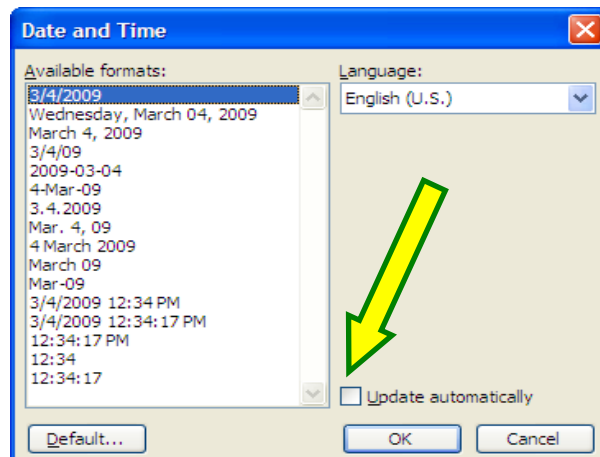 Date and Time
Available formats:
Language:
3/4/2009
English (U.S.)
Wednesday, March 04, 2009
March 4, 2009
3/4/09
2009-03-04
4-Mar-09
3.4.2009
Mar. 4, 09
4 March 2009
March 09
Mar-09
3/4/2009 12:34 PM
3/4/2009 12:34:17 PM
12:34:17 PM
12:34
12:34:17
Update automatically
Default...
OK
Cancel